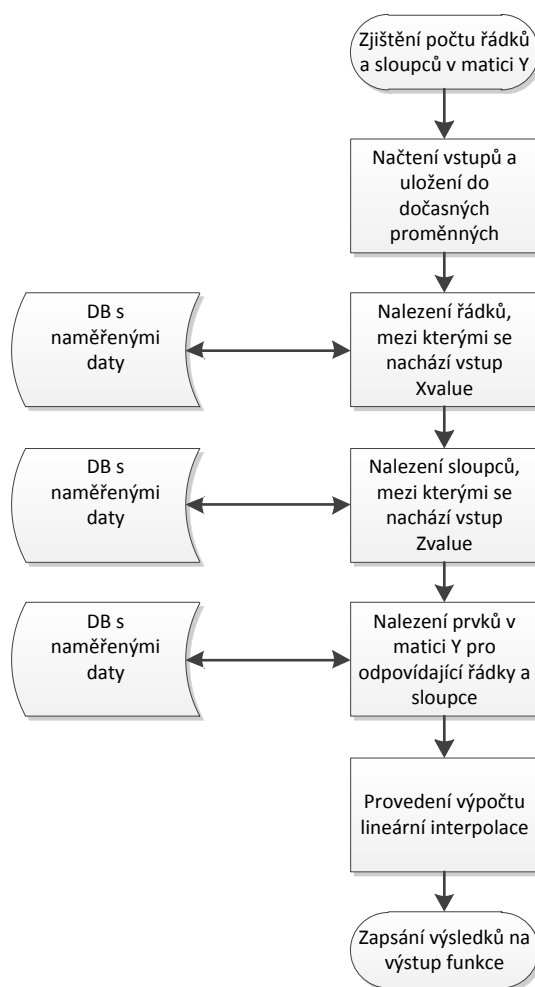 Zjištění počtu řádků
a sloupců v matici Y
Načtení vstupů a
uložení do
dočasných
proměnných
DB s
naměřenými
daty
Nalezení řádků,
mezi kterými se
nachází vstup
Xvalue
DB s
naměřenými
daty
Nalezení sloupců,
mezi kterými se
nachází vstup
Zvalue
DB s
naměřenými
daty
Nalezení prvků v
matici Y pro
odpovídající řádky a
sloupce
Provedení výpočtu
lineární interpolace
Zapsání výsledků na
výstup funkce